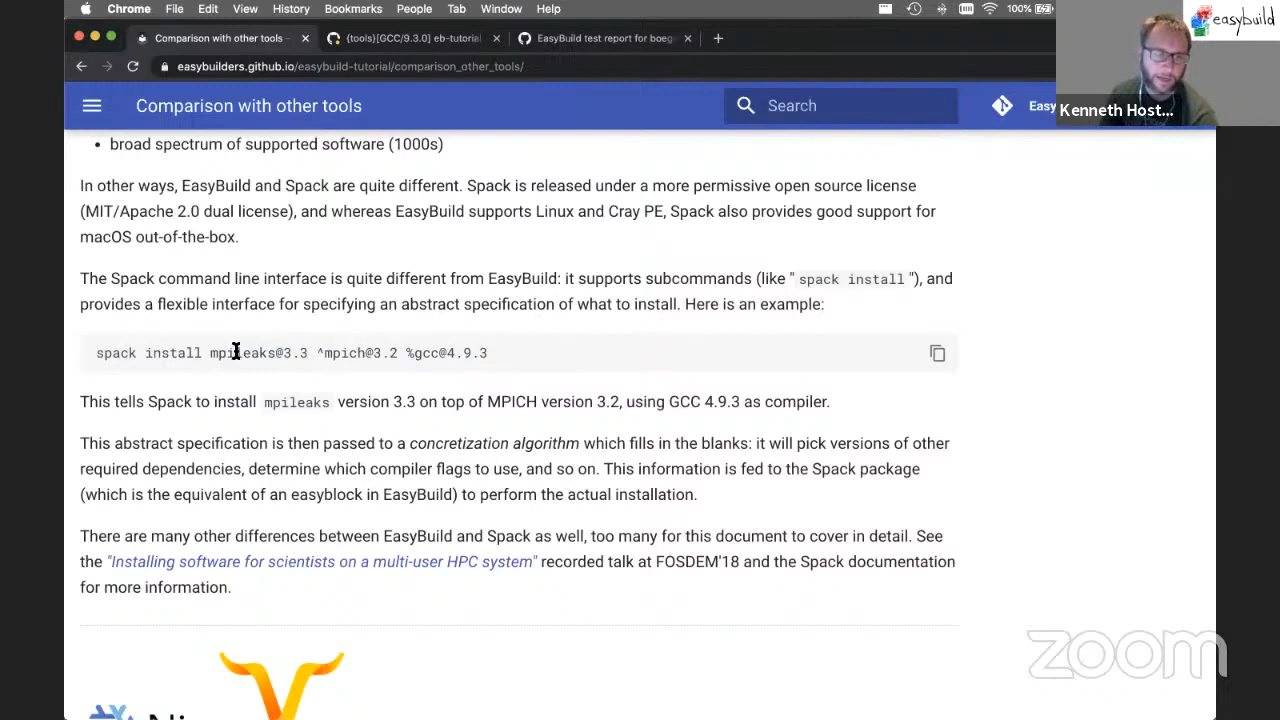 Chrome File Edit View History Bookmarks People Tab Window Help 100%
easybuild
Comparison with other tools -
{tools}[GCC/9.3.0] eb-tutorial
EasyBuild test report for boeg
easybuilders.github.io/easybuild-tutorial/comparison_other_tools/
Comparison with other tools
Search
Easy
Kenneth Host...
• broad spectrum of supported software (1000s)
In other ways, EasyBuild and Spack are quite different. Spack is released under a more permissive open source license
(MIT/Apache 2.0 dual license), and whereas EasyBuild supports Linux and Cray PE, Spack also provides good support for
macOS out-of-the-box.
The Spack command line interface is quite different from EasyBuild: it supports subcommands (like "spack install"), and
provides a flexible interface for specifying an abstract specification of what to install. Here is an example:
spack install mpileaks@3.3 ^mpich@3.2 %gcc@4.9.3
This tells Spack to install mpileaks version 3.3 on top of MPICH version 3.2, using GCC 4.9.3 as compiler.
This abstract specification is then passed to a concretization algorithm which fills in the blanks: it will pick versions of other
required dependencies, determine which compiler flags to use, and so on. This information is fed to the Spack package
(which is the equivalent of an easyblock in EasyBuild) to perform the actual installation.
There are many other differences between EasyBuild and Spack as well, too many for this document to cover in detail. See
the "Installing software for scientists on a multi-user HPC system" recorded talk at FOSDEM'18 and the Spack documentation
for more information.
zoom